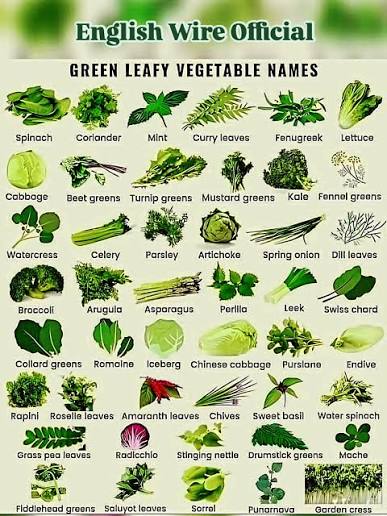 English Wire Official
GREEN LEAFY VEGETABLE NAMES
Spinach Coriander Mint Curry leaves Fenugreek Lettuce
Cabbage Beet greens Turnip greens Mustard greens Kale Fennel greens
Watercress Celery Parsley Artichoke Spring onion Dill leaves
Broccoli Arugula Asparagus Perilla Leek Swiss chard
Collard greens Romaine Iceberg Chinese cabbage Purslane Endive
Rapini Roselle leaves Amaranth leaves Chives Sweet basil Water spinach
Grass pea leaves Radicchio Stinging nettle Drumstick greens Mache
Fiddlehead greens Saluyot leaves Sorrel Punarnova Garden cress